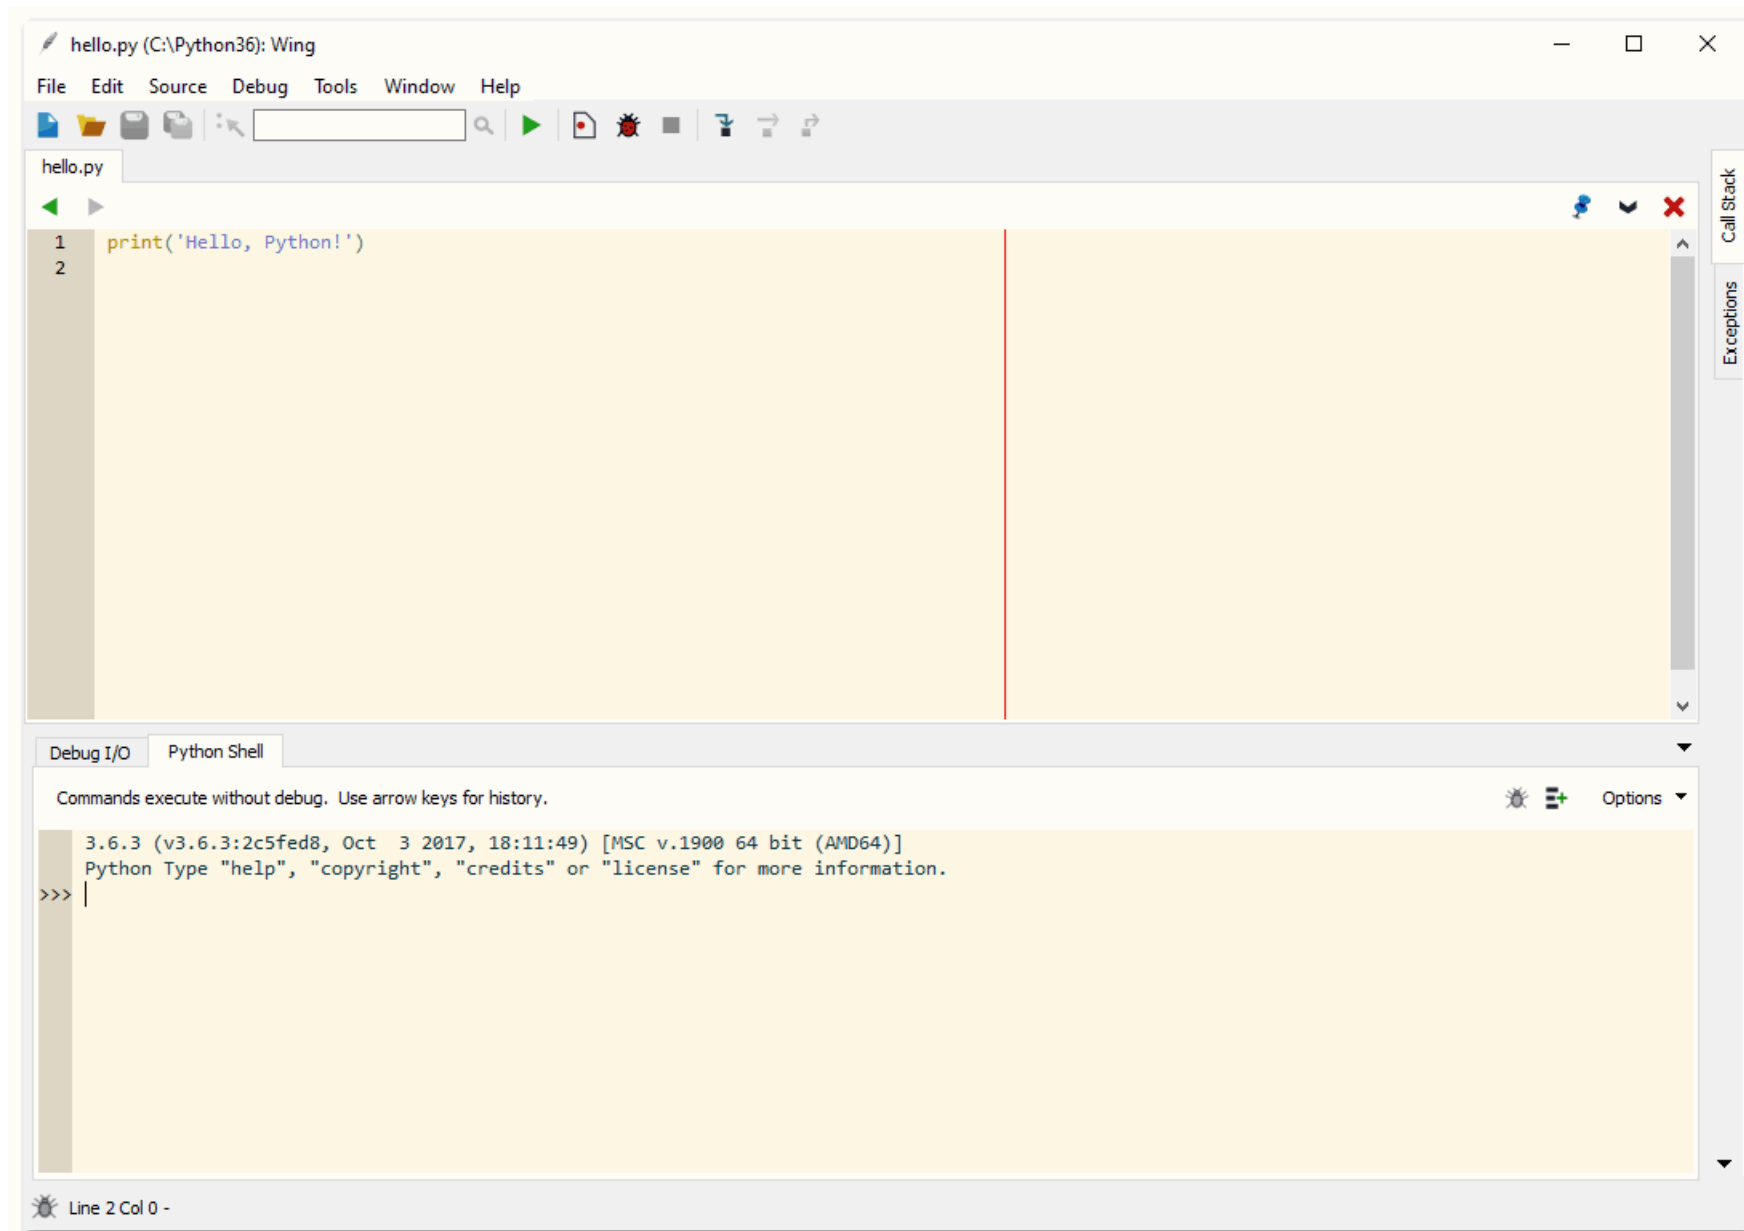 hello.py (C:\Python36): Wing
File Edit Source Debug Tools Window Help
hello.py
1 print('Hello, Python!')
2
Call Stack
Exceptions
Debug I/O Python Shell
Commands execute without debug. Use arrow keys for history.
Options
3.6.3 (v3.6.3:2c5fed8, Oct  3 2017, 18:11:49) [MSC v.1900 64 bit (AMD64)]
Python Type "help", "copyright", "credits" or "license" for more information.
>>>
Line 2 Col 0 -